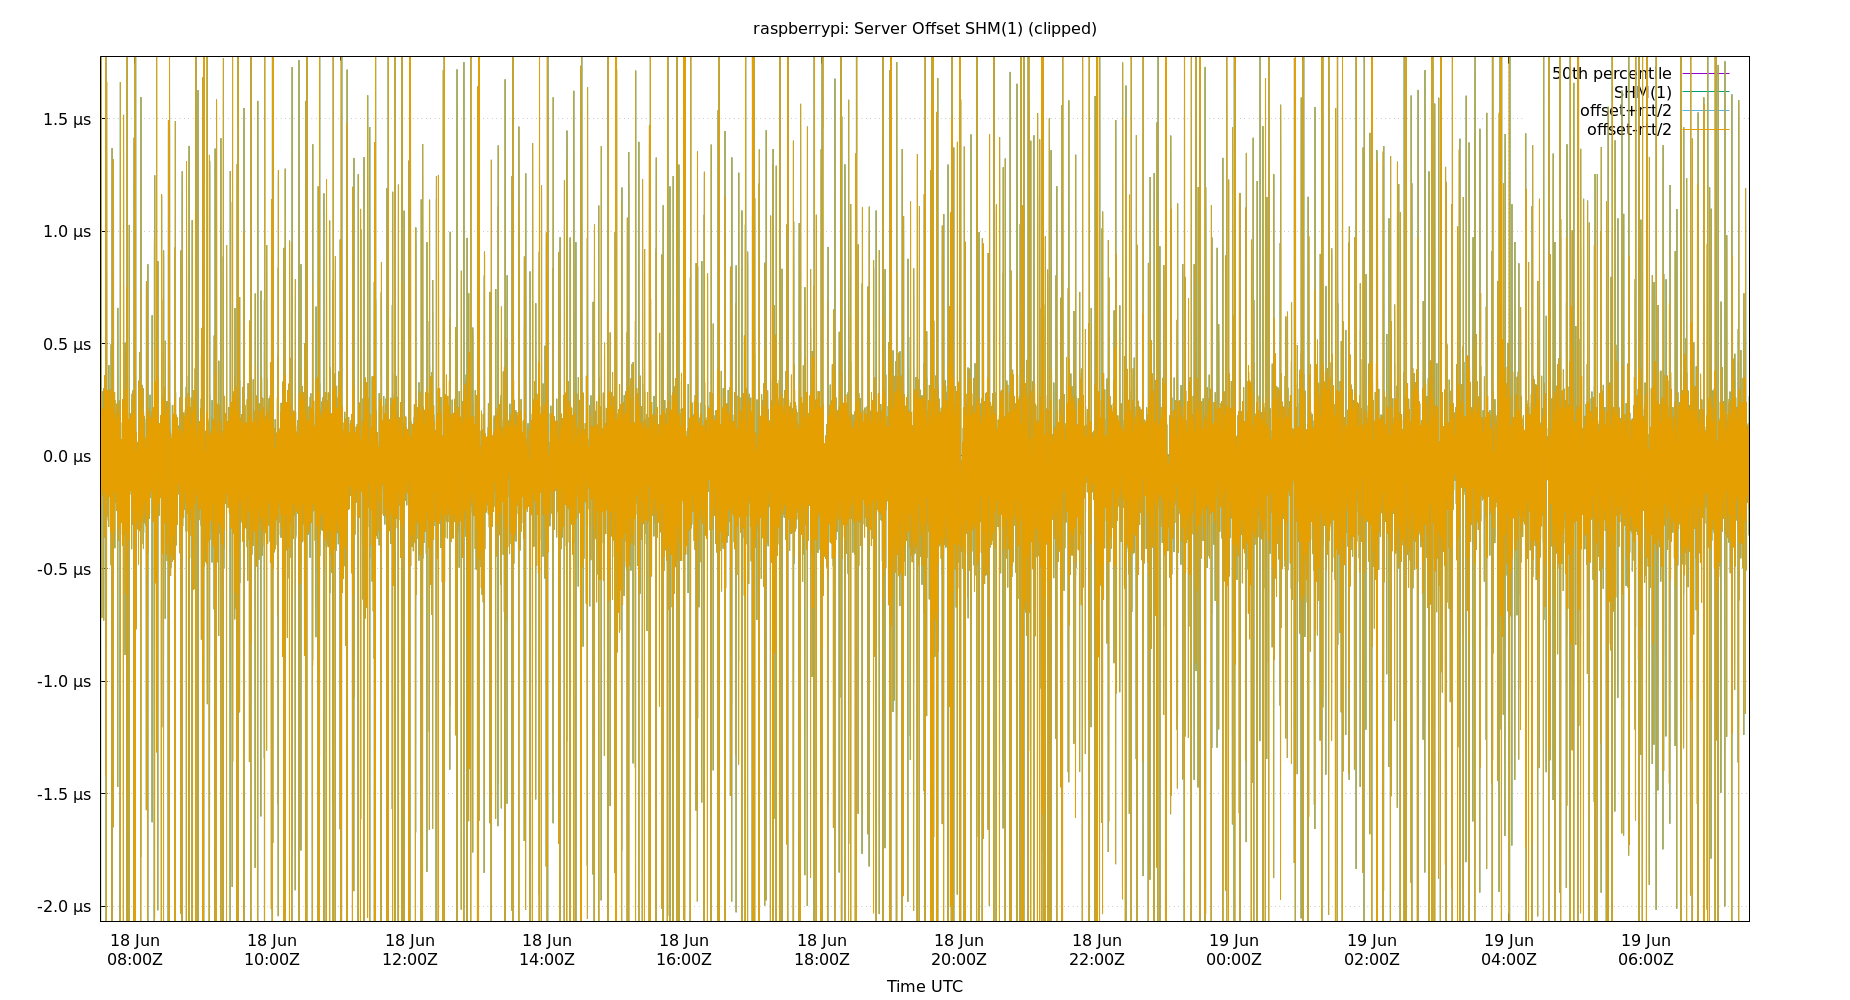 raspberrypi: Server Offset SHM(1) (clipped)
50th percentile
SHM(1)
offset+rtt/2
offset-rtt/2
1.5 µs
1.0 µs
0.5 µs
0.0 µs
-0.5 µs
-1.0 µs
-1.5 µs
-2.0 µs
18 Jun 18 Jun 18 Jun 18 Jun 18 Jun 18 Jun 18 Jun 18 Jun 19 Jun 19 Jun 19 Jun 19 Jun
08:00Z 10:00Z 12:00Z 14:00Z 16:00Z 18:00Z 20:00Z 22:00Z 00:00Z 02:00Z 04:00Z 06:00Z
Time UTC